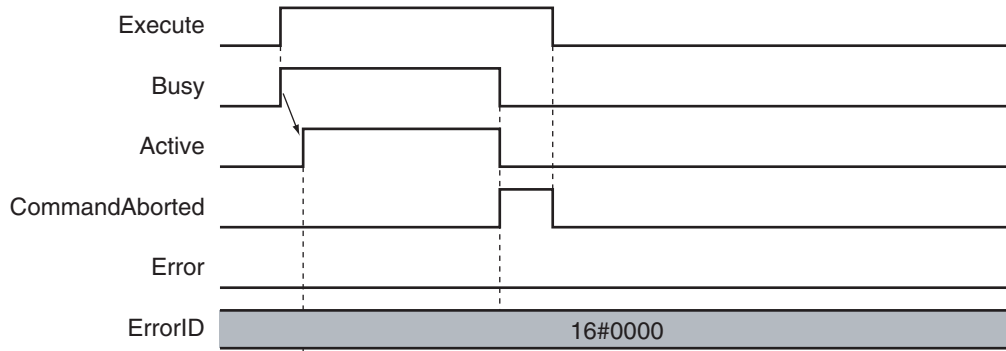 Execute
Busy
Active
CommandAborted
Error
ErrorID 16#0000